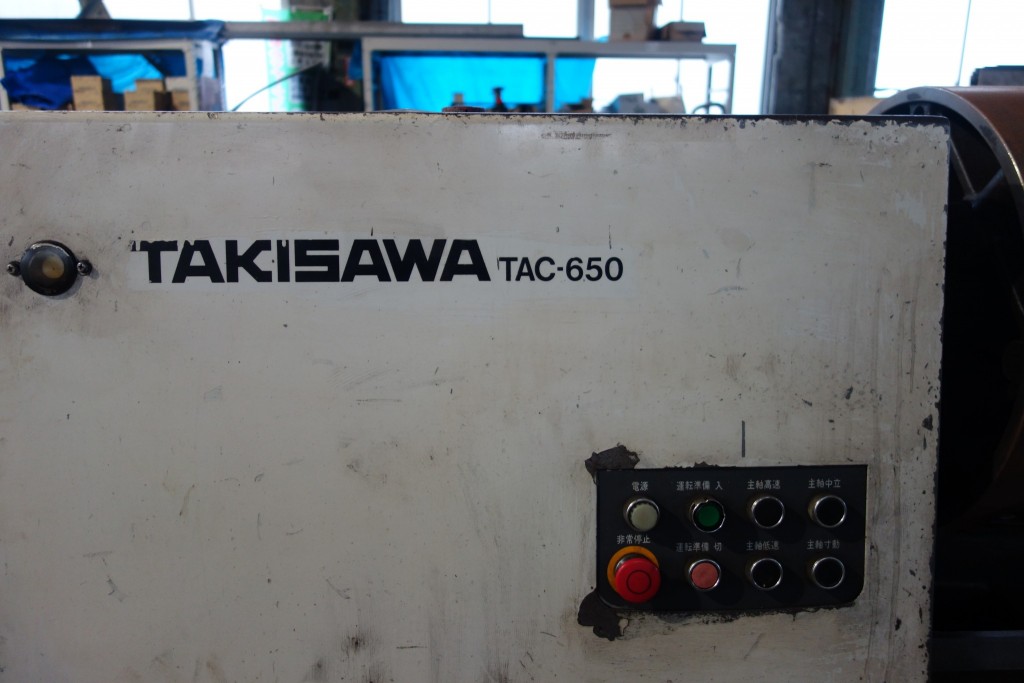 TAKISAWA TAC-650
電源 運転準備 入 主軸高速 主軸中立
非常停止 運転準備 切 主軸低速 主軸寸動